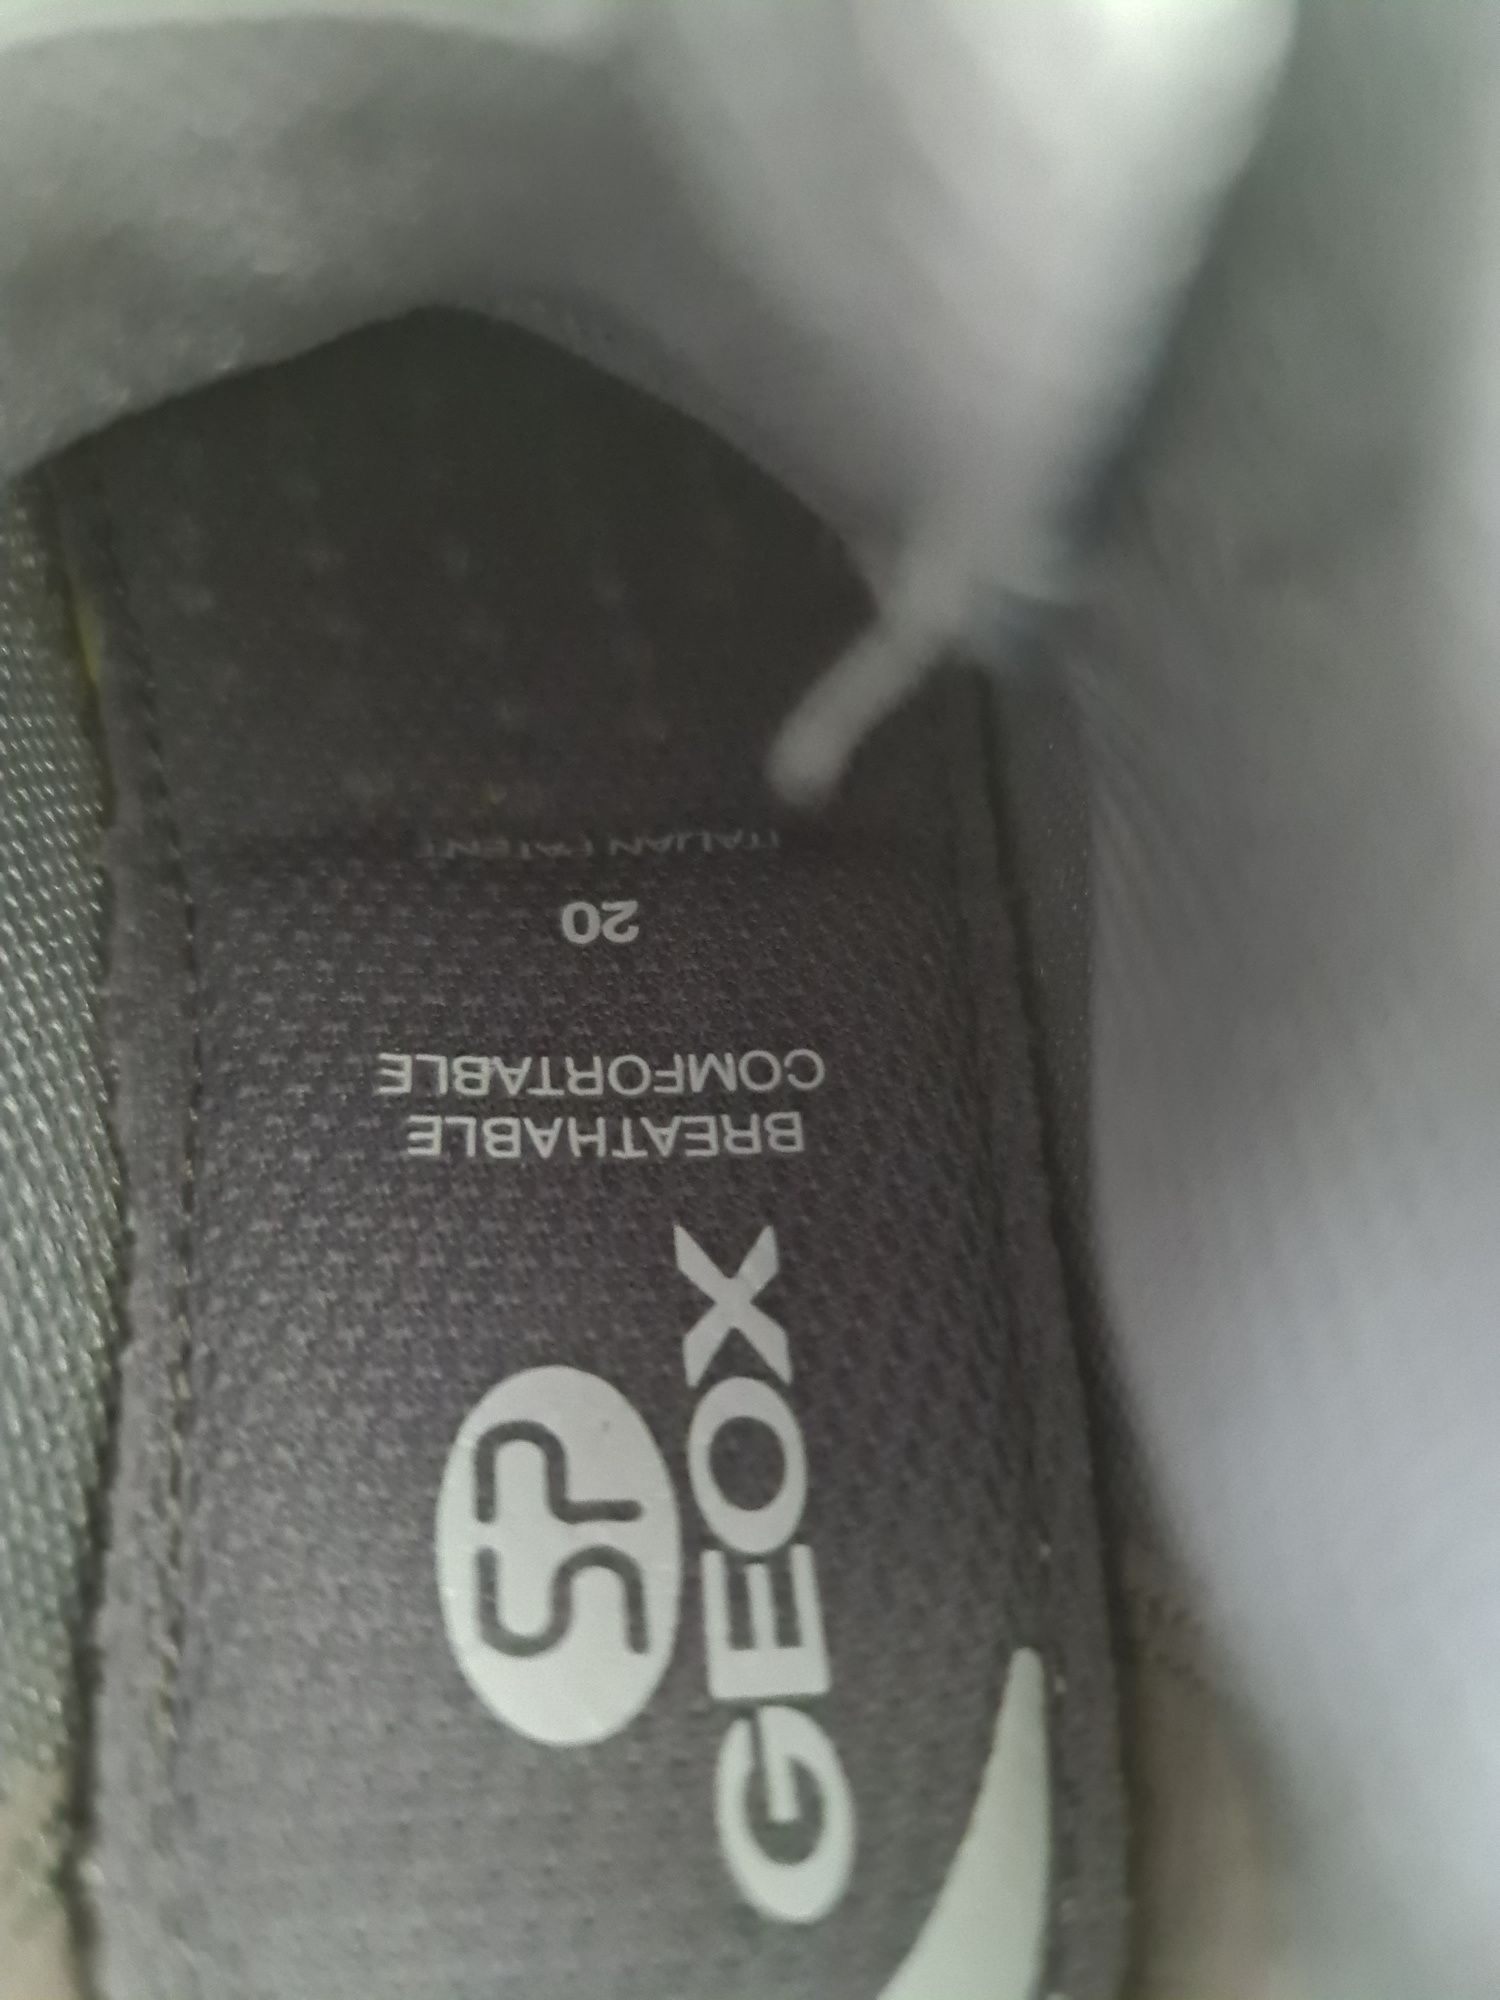 GEOX
SP
BREATHABLE
COMFORTABLE
20
ITALIAN PATENT